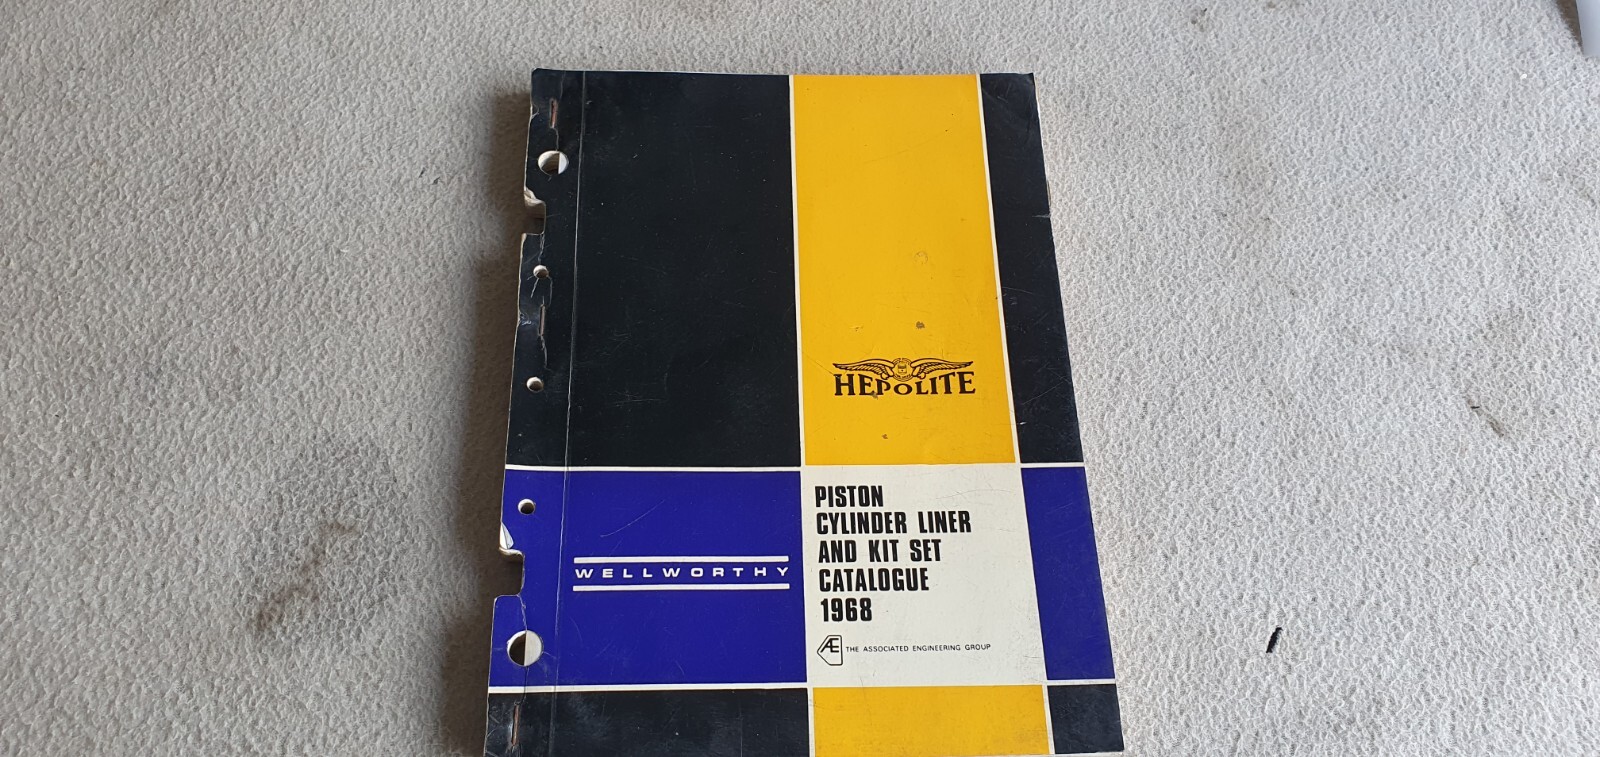 HEPOLITE
WELLWORTHY
PISTON
CYLINDER LINER
AND KIT SET
CATALOGUE
1968
Æ THE ASSOCIATED ENGINEERING GROUP